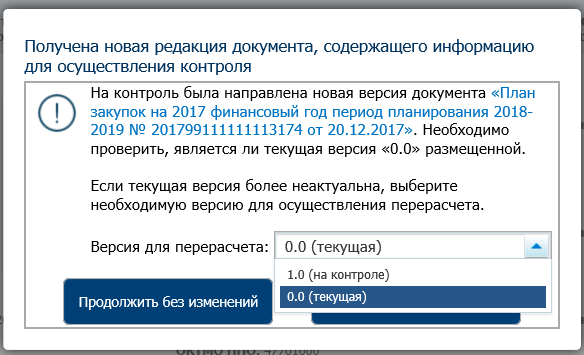 Получена новая редакция документа, содержащего информацию
для осуществления контроля
На контроль была направлена новая версия документа «План
закупок на 2017 финансовый год период планирования 2018-
2019 № 201799111111113174 от 20.12.2017». Необходимо
проверить, является ли текущая версия «0.0» размещенной.
Если текущая версия более неактуальна, выберите
необходимую версию для осуществления перерасчета.
Версия для перерасчета: 0.0 (текущая)
1.0 (на контроле)
0.0 (текущая)
Продолжить без изменений